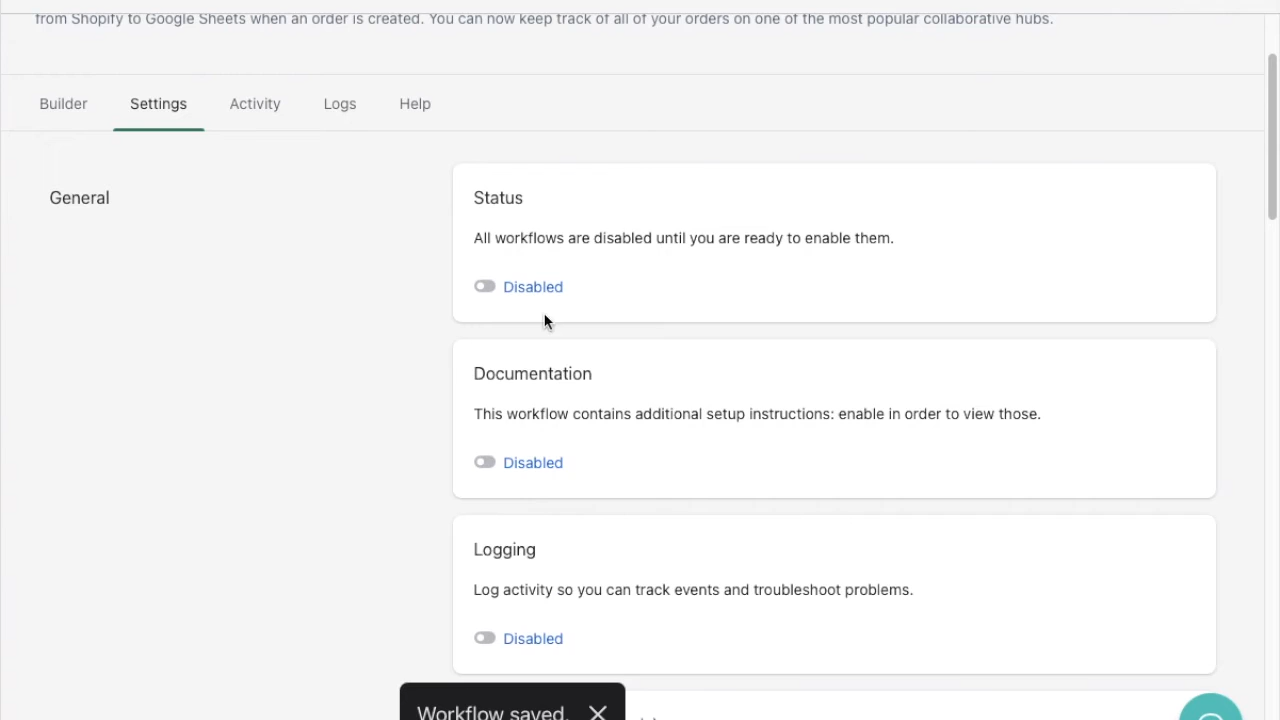 from Shopify to Google Sheets when an order is created. You can now keep track of all of your orders on one of the most popular collaborative hubs.
Builder
Settings
Activity
Logs
Help
General
Status
All workflows are disabled until you are ready to enable them.
Disabled
Documentation
This workflow contains additional setup instructions: enable in order to view those.
Disabled
Logging
Log activity so you can track events and troubleshoot problems.
Disabled
Workflow saved.